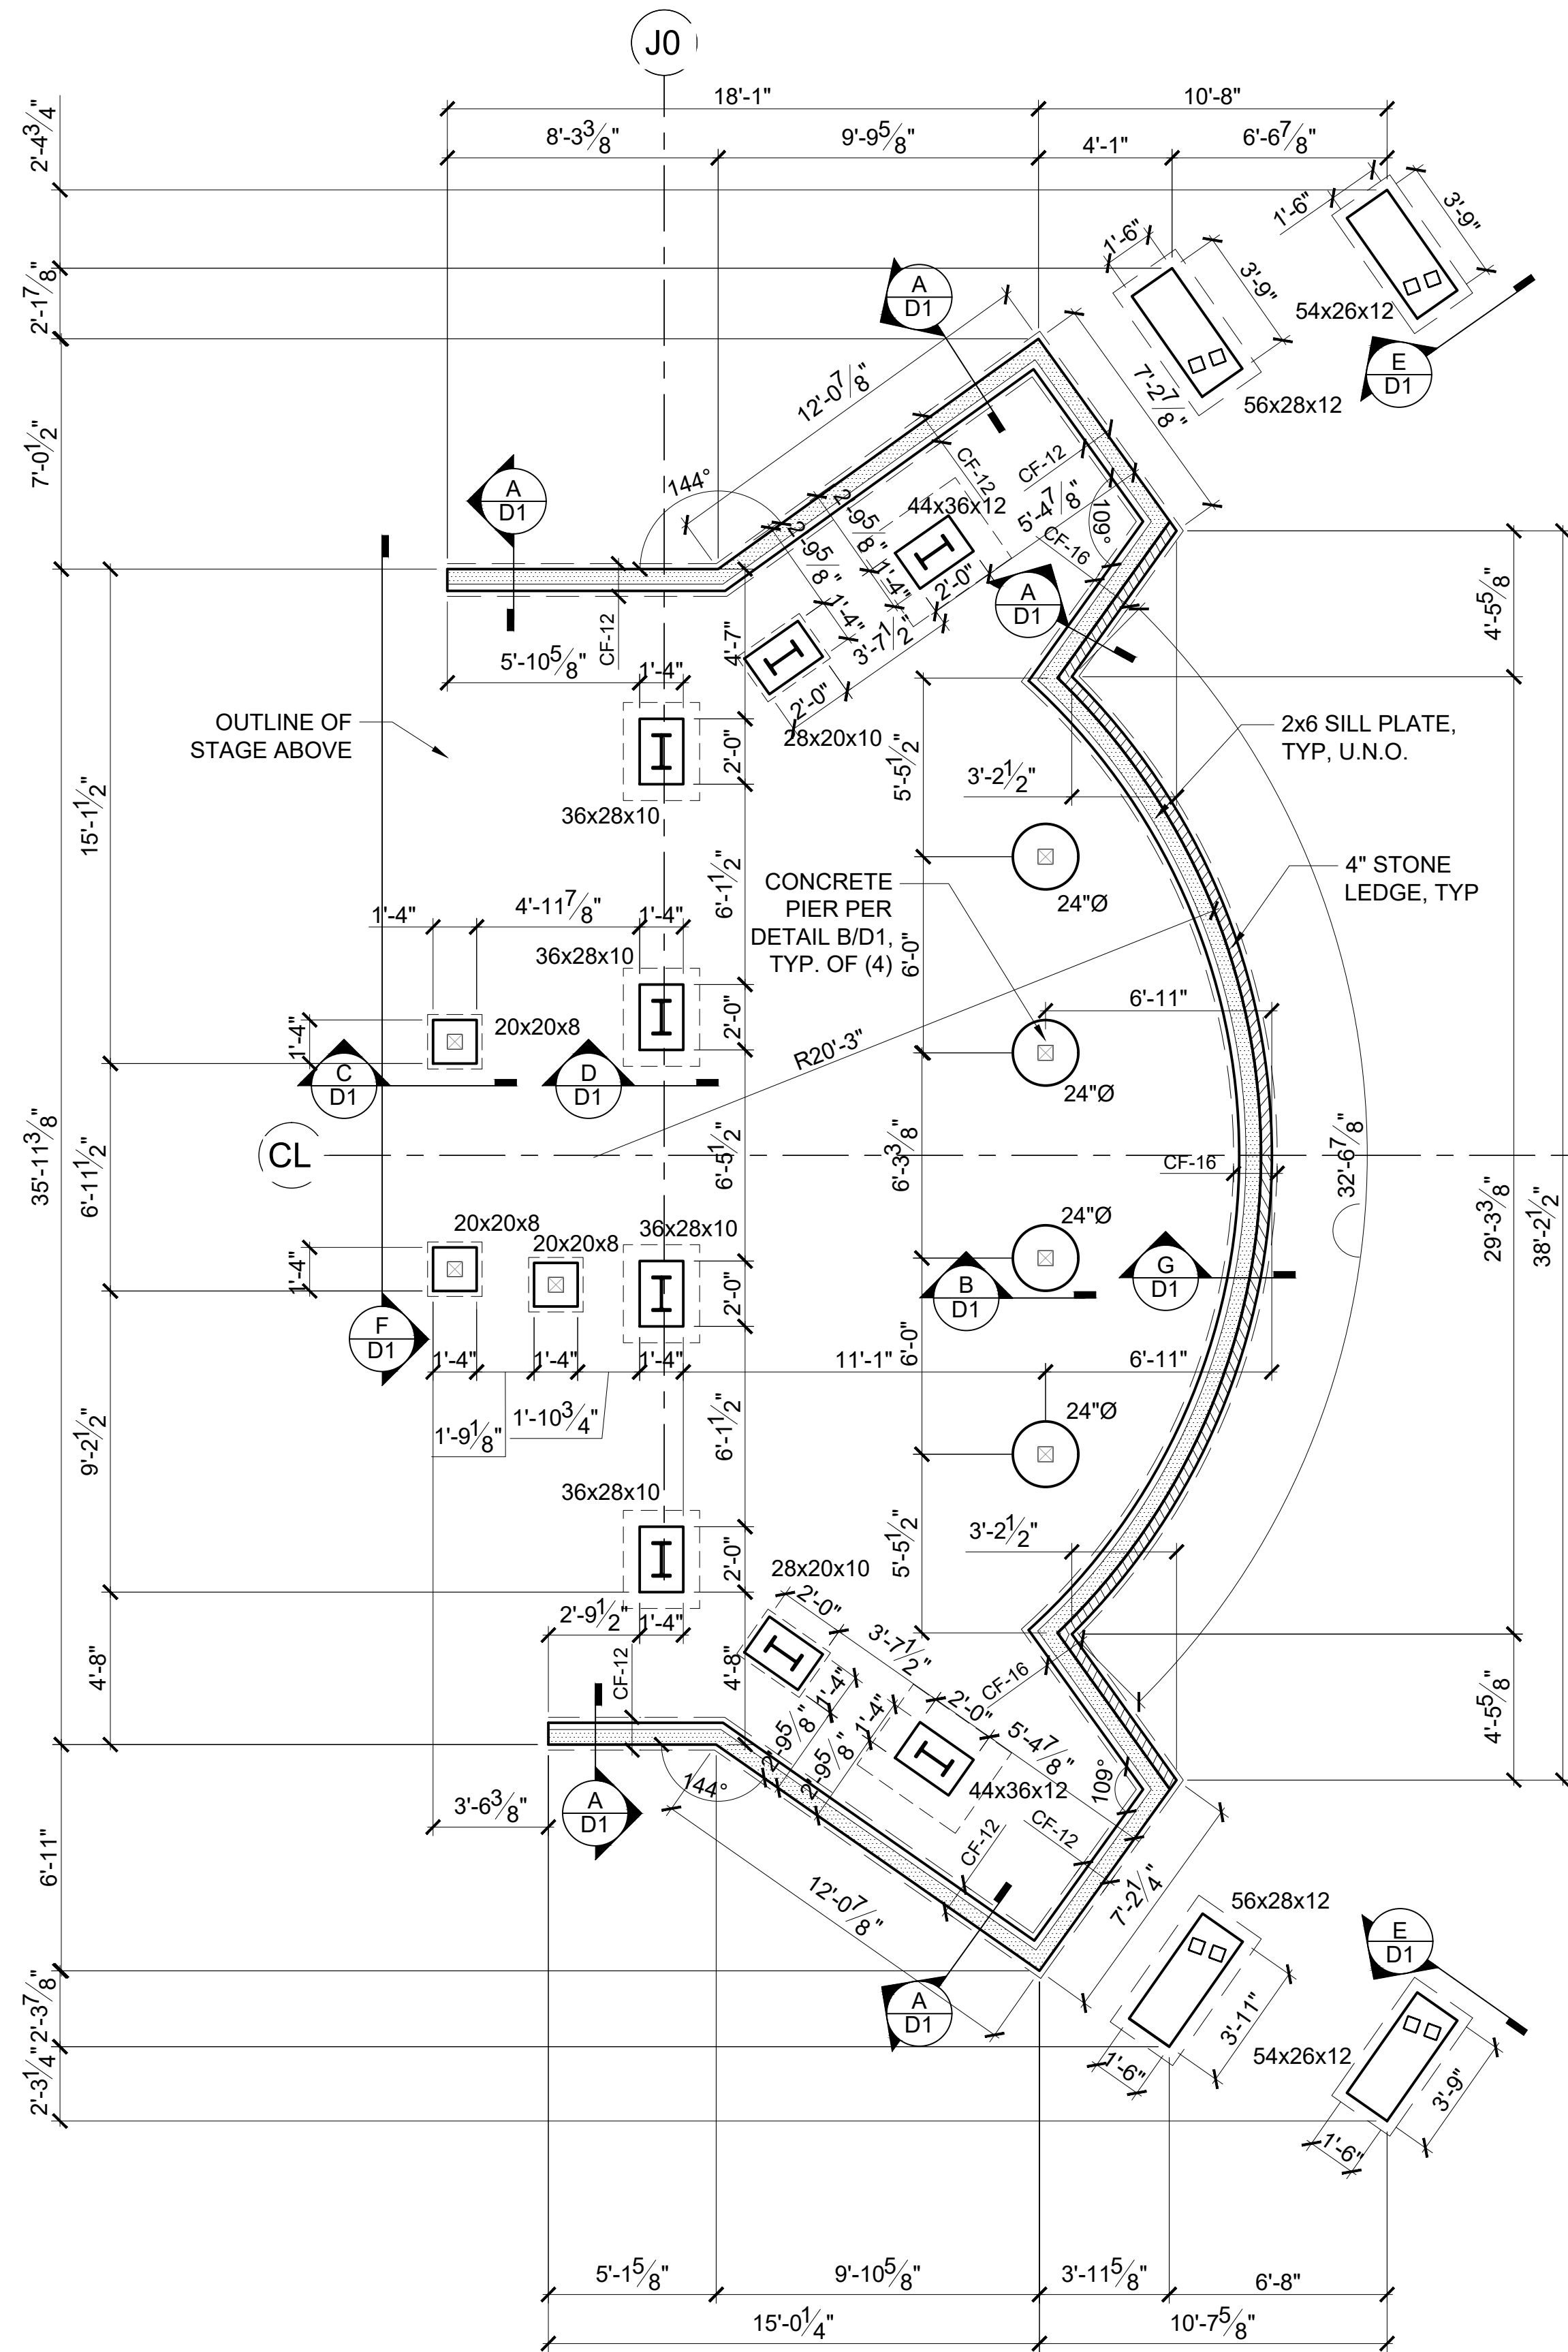 J0
18'-1"
10'-8"
8'-3 3/8"
9'-9 5/8"
4'-1"
6'-6 7/8"
2'-4 3/4"
2'-1 7/8"
7'-0 1/2"
1'-6"
3'-9"
1'-6"
3'-9"
54x26x12
56x28x12
E
D1
A
D1
12'-0 7/8"
7'-2 7/8"
144°
A
D1
CF-12
CF-12
44x36x12
5'-4 7/8"
109°
CF-16
2'-9 5/8"
2'-9 5/8"
1'-4"
2'-0"
1'-4"
3'-7 1/2"
2'-0"
28x20x10
A
D1
CF-12
5'-10 5/8"
1'-4"
4'-7"
4'-5 5/8"
OUTLINE OF
STAGE ABOVE
2'-0"
36x28x10
5'-5 1/2"
3'-2 1/2"
2x6 SILL PLATE,
TYP, U.N.O.
15'-1 1/2"
6'-1 1/2"
CONCRETE
PIER PER
DETAIL B/D1,
TYP. OF (4)
24"Ø
4" STONE
LEDGE, TYP
1'-4"
4'-11 7/8"
1'-4"
36x28x10
6'-0"
6'-11"
1'-4"
20x20x8
2'-0"
R20'-3"
24"Ø
C
D1
D
D1
CL
35'-11 3/8"
6'-11 1/2"
6'-5 1/2"
6'-3 3/8"
CF-16
32'-6 7/8"
29'-3 3/8"
38'-2 1/2"
20x20x8
20x20x8
36x28x10
24"Ø
1'-4"
2'-0"
B
D1
G
D1
F
D1
1'-4"
1'-4"
1'-4"
11'-1"
6'-0"
6'-11"
1'-9 1/8"
1'-10 3/4"
9'-2 1/2"
6'-1 1/2"
24"Ø
36x28x10
2'-0"
5'-5 1/2"
3'-2 1/2"
28x20x10
2'-0"
2'-9 1/2"
1'-4"
3'-7 1/2"
4'-8"
CF-12
4'-8"
1'-4"
1'-4"
CF-16
2'-0"
5'-4 7/8"
4'-5 5/8"
2'-9 5/8"
2'-9 5/8"
109°
44x36x12
144°
3'-6 3/8"
A
D1
CF-12
CF-12
6'-11"
12'-0 7/8"
7'-2 1/4"
56x28x12
E
D1
A
D1
2'-3 7/8"
2'-3 1/4"
3'-11"
1'-6"
54x26x12
3'-9"
1'-6"
5'-1 5/8"
9'-10 5/8"
3'-11 5/8"
6'-8"
15'-0 1/4"
10'-7 5/8"